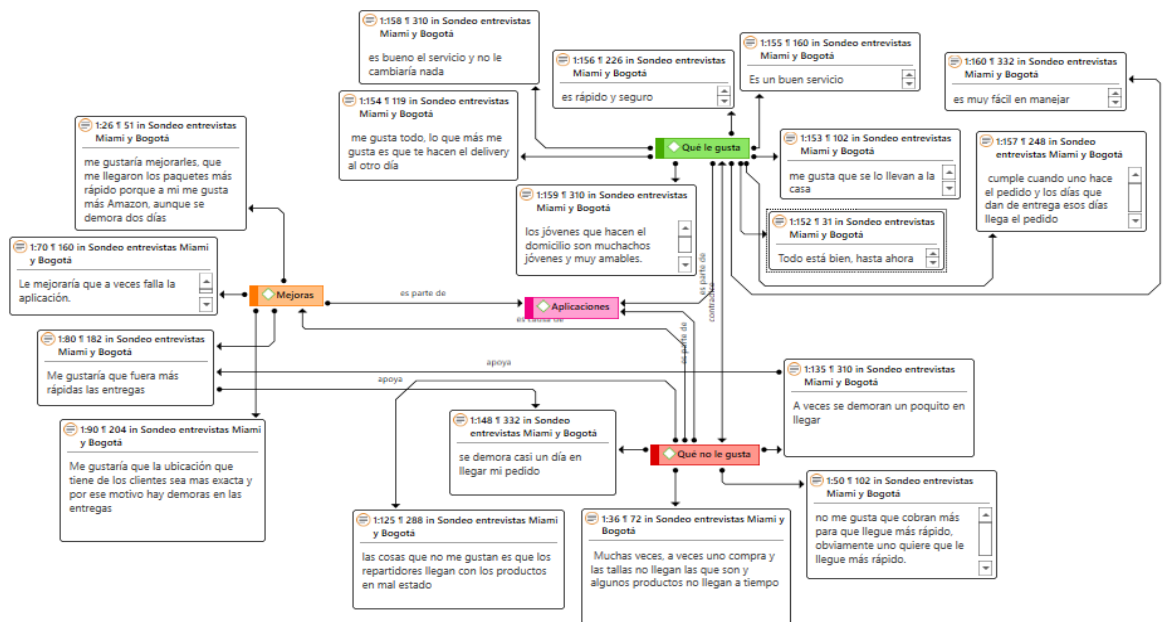 1:158 ¶ 310 in Sondeo entrevistas
Miami y Bogotá
es bueno el servicio y no le
cambiaría nada
1:156 ¶ 226 in Sondeo entrevistas
Miami y Bogotá
es rápido y seguro
1:155 ¶ 160 in Sondeo entrevistas
Miami y Bogotá
Es un buen servicio
1:160 ¶ 332 in Sondeo entrevistas
Miami y Bogotá
es muy fácil en manejar
1:154 ¶ 119 in Sondeo entrevistas
Miami y Bogotá
me gusta todo, lo que más me
gusta es que te hacen el delivery
al otro día
1:26 ¶ 51 in Sondeo entrevistas
Miami y Bogotá
me gustaría mejorarles, que
me llegaron los paquetes más
rápido porque a mi me gusta
más Amazon, aunque se
demora dos días
Qué le gusta
1:153 ¶ 102 in Sondeo entrevistas
Miami y Bogotá
me gusta que se lo llevan a la
casa
1:157 ¶ 248 in Sondeo
entrevistas Miami y Bogotá
cumple cuando uno hace
el pedido y los días que
dan de entrega esos días
llega el pedido
1:159 ¶ 310 in Sondeo entrevistas
Miami y Bogotá
los jóvenes que hacen el
domicilio son muchachos
jóvenes y muy amables.
1:152 ¶ 31 in Sondeo entrevistas
Miami y Bogotá
Todo está bien, hasta ahora
1:70 ¶ 160 in Sondeo entrevistas Miami
y Bogotá
Le mejoraría que a veces falla la
aplicación.
Mejoras
es parte de
Aplicaciones
es parte de
contradice
es causa de
es parte de
1:80 ¶ 182 in Sondeo entrevistas
Miami y Bogotá
Me gustaría que fuera más
rápidas las entregas
apoya
apoya
1:135 ¶ 310 in Sondeo entrevistas
Miami y Bogotá
A veces se demoran un poquito en
llegar
1:90 ¶ 204 in Sondeo entrevistas Miami
y Bogotá
Me gustaría que la ubicación que
tiene de los clientes sea mas exacta y
por ese motivo hay demoras en las
entregas
1:148 ¶ 332 in Sondeo
entrevistas Miami y Bogotá
se demora casi un día en
llegar mi pedido
Qué no le gusta
1:50 ¶ 102 in Sondeo entrevistas
Miami y Bogotá
no me gusta que cobran más
para que llegue más rápido,
obviamente uno quiere que le
llegue más rápido.
1:125 ¶ 288 in Sondeo entrevistas Miami
y Bogotá
las cosas que no me gustan es que los
repartidores llegan con los productos
en mal estado
1:36 ¶ 72 in Sondeo entrevistas Miami y
Bogotá
Muchas veces, a veces uno compra y
las tallas no llegan las que son y
algunos productos no llegan a tiempo